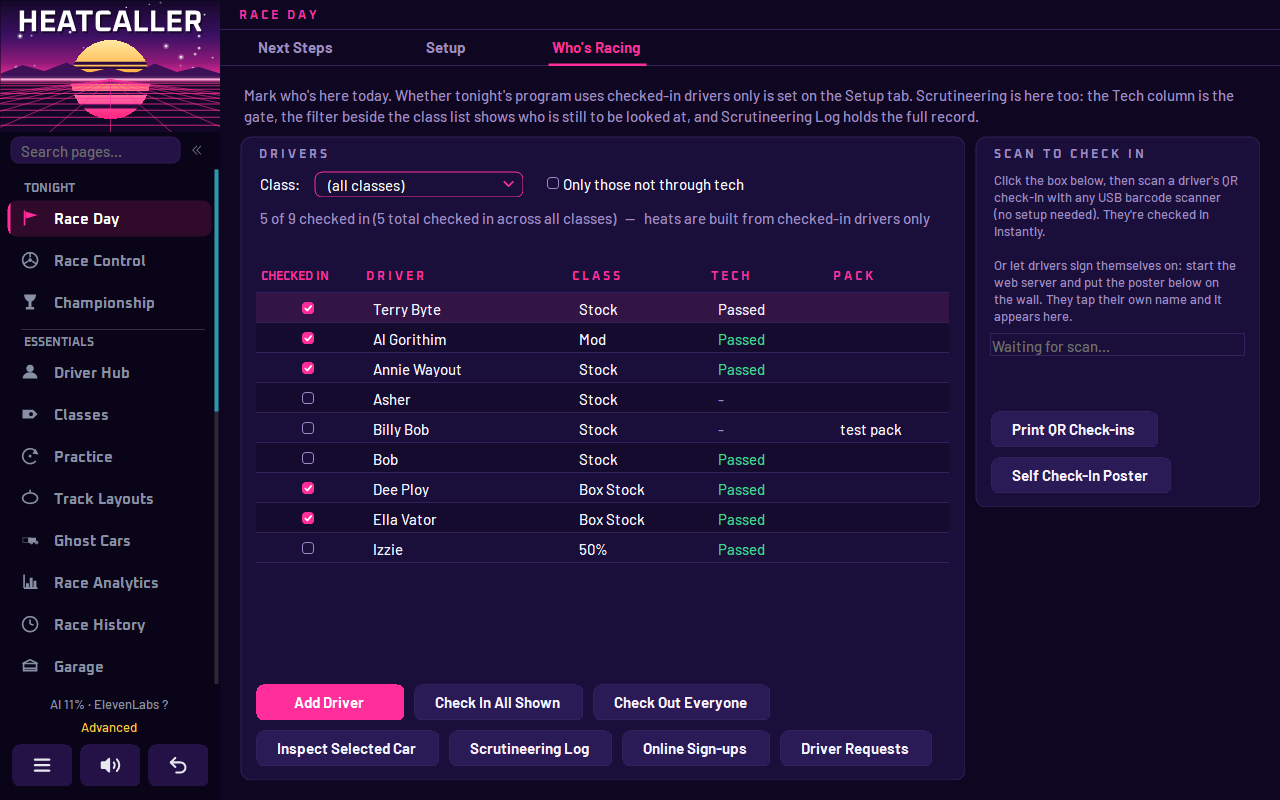 HEATCALLER
RACE DAY
Next Steps Setup Who's Racing
Mark who's here today. Whether tonight's program uses checked-in drivers only is set on the Setup tab. Scrutineering is here too: the Tech column is the
gate, the filter beside the class list shows who is still to be looked at, and Scrutineering Log holds the full record.
Search pages...
TONIGHT
Race Day
Race Control
Championship
ESSENTIALS
Driver Hub
Classes
Practice
Track Layouts
Ghost Cars
Race Analytics
Race History
Garage
AI 11% · ElevenLabs ?
Advanced
DRIVERS
Class: (all classes) Only those not through tech
5 of 9 checked in (5 total checked in across all classes) — heats are built from checked-in drivers only
CHECKED IN DRIVER CLASS TECH PACK
Terry Byte Stock Passed
Al Gorithim Mod Passed
Annie Wayout Stock Passed
Asher Stock -
Billy Bob Stock - test pack
Bob Stock Passed
Dee Ploy Box Stock Passed
Ella Vator Box Stock Passed
Izzie 50% Passed
Add Driver Check In All Shown Check Out Everyone
Inspect Selected Car Scrutineering Log Online Sign-ups Driver Requests
SCAN TO CHECK IN
Click the box below, then scan a driver's QR
check-in with any USB barcode scanner
(no setup needed). They're checked in
instantly.
Or let drivers sign themselves on: start the
web server and put the poster below on
the wall. They tap their own name and it
appears here.
Waiting for scan...
Print QR Check-ins
Self Check-In Poster